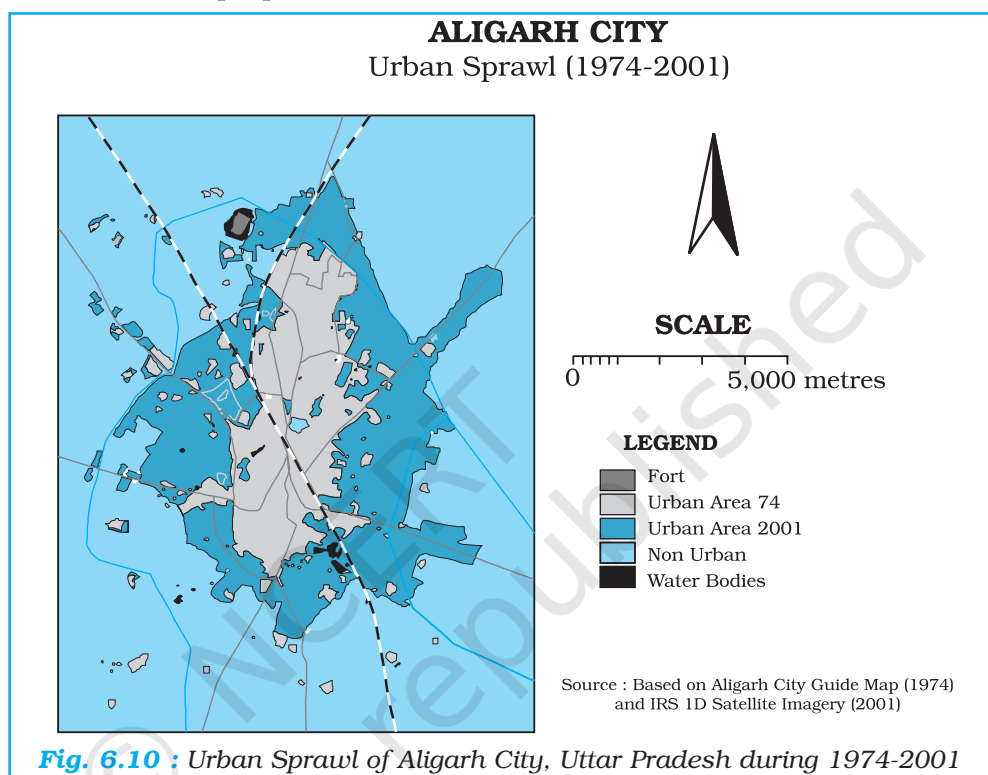 ALIGARH CITY
Urban Sprawl (1974-2001)
SCALE
0 5,000 metres
LEGEND
Fort
Urban Area 74
Urban Area 2001
Non Urban
Water Bodies
Source : Based on Aligarh City Guide Map (1974)
and IRS 1D Satellite Imagery (2001)
Fig. 6.10 : Urban Sprawl of Aligarh City, Uttar Pradesh during 1974-2001
© NCERT
republished